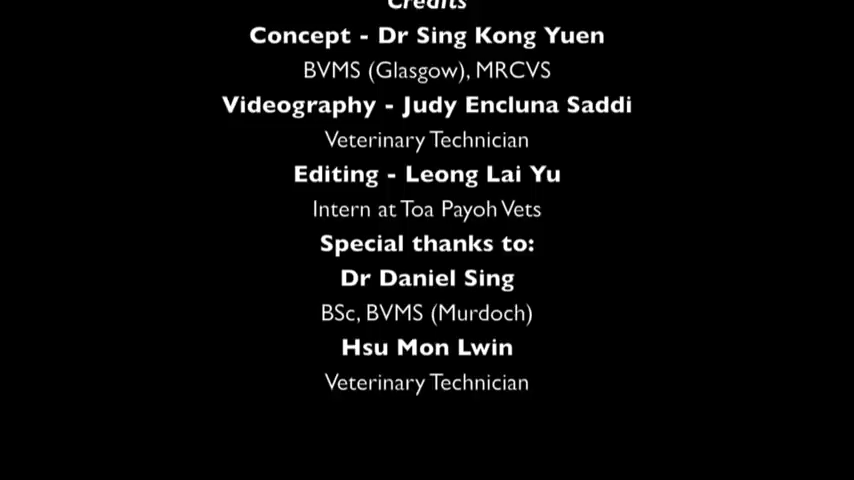 Credits
Concept - Dr Sing Kong Yuen
BVMS (Glasgow), MRCVS
Videography - Judy Encluna Saddi
Veterinary Technician
Editing - Leong Lai Yu
Intern at Toa Payoh Vets
Special thanks to:
Dr Daniel Sing
BSc, BVMS (Murdoch)
Hsu Mon Lwin
Veterinary Technician